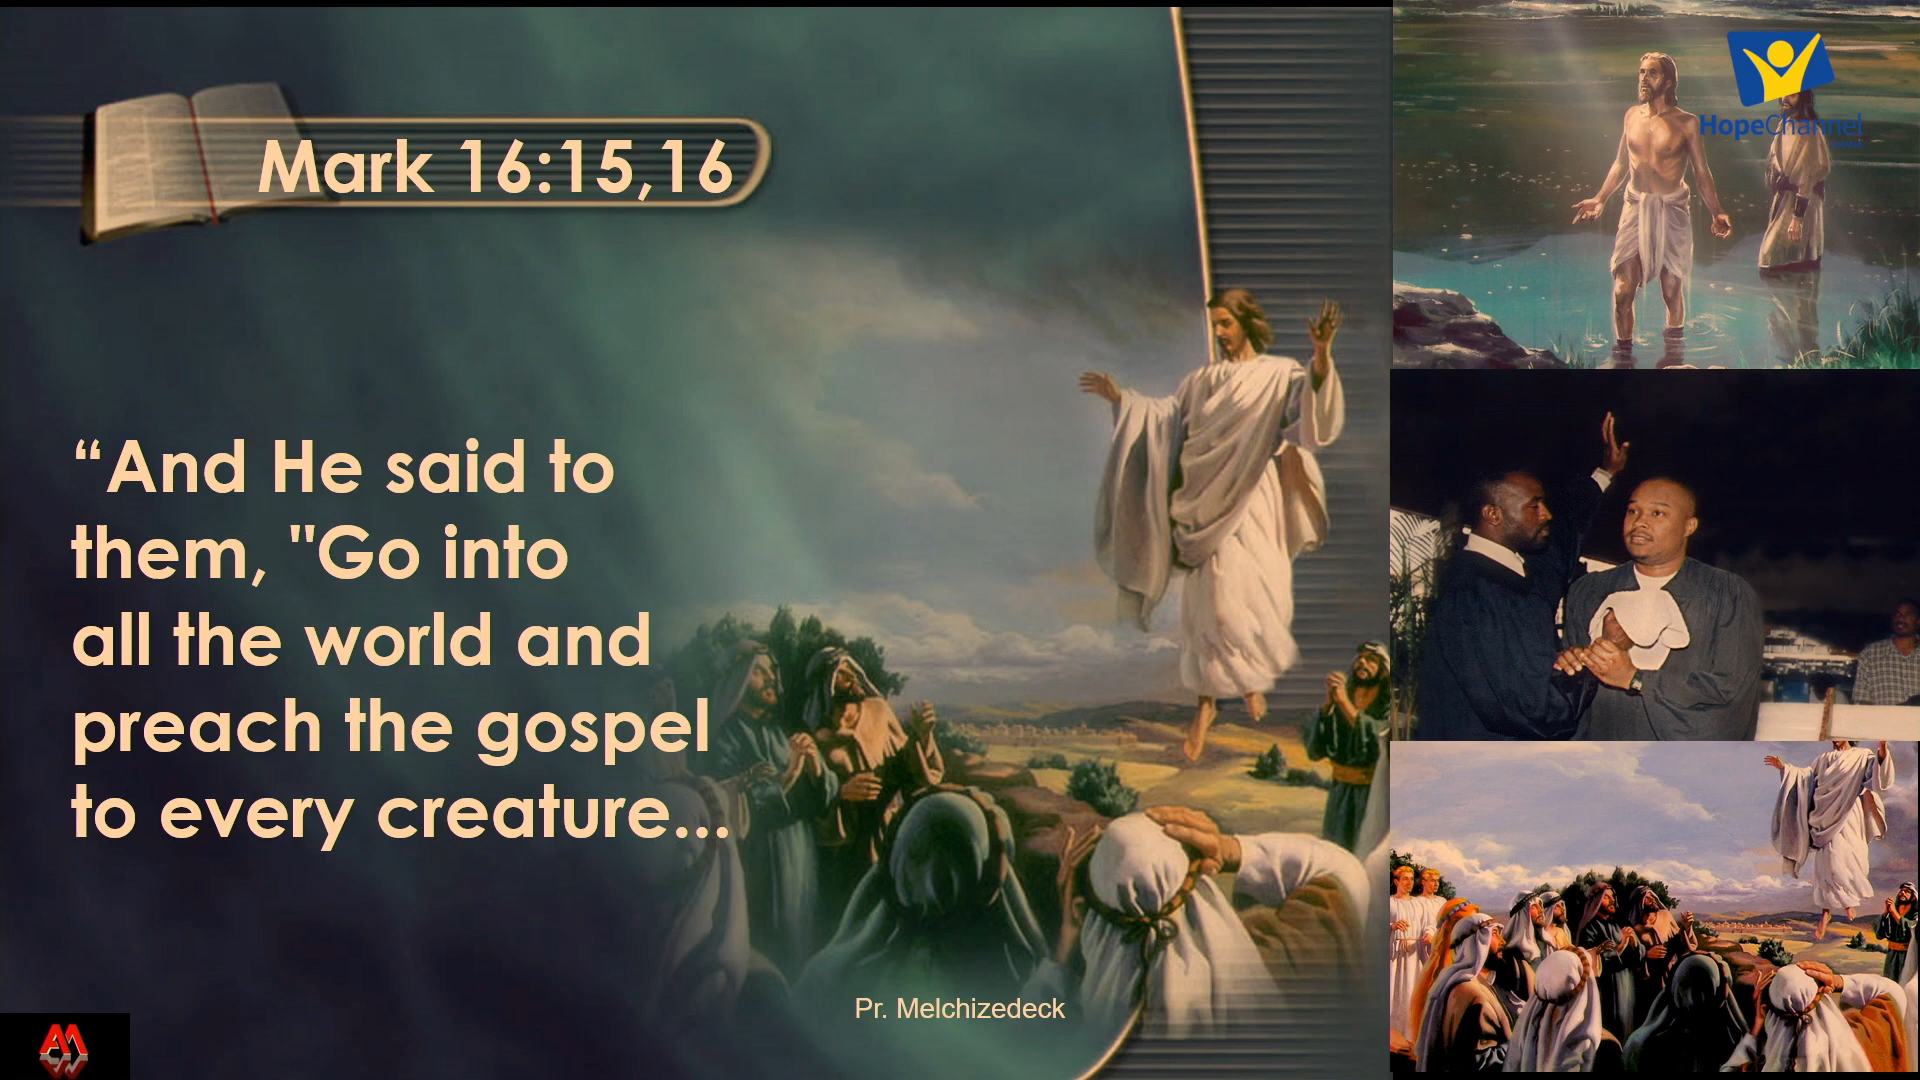 Mark 16:15,16
“And He said to
them, "Go into
all the world and
preach the gospel
to every creature...
Pr. Melchizedeck
HopeChannel